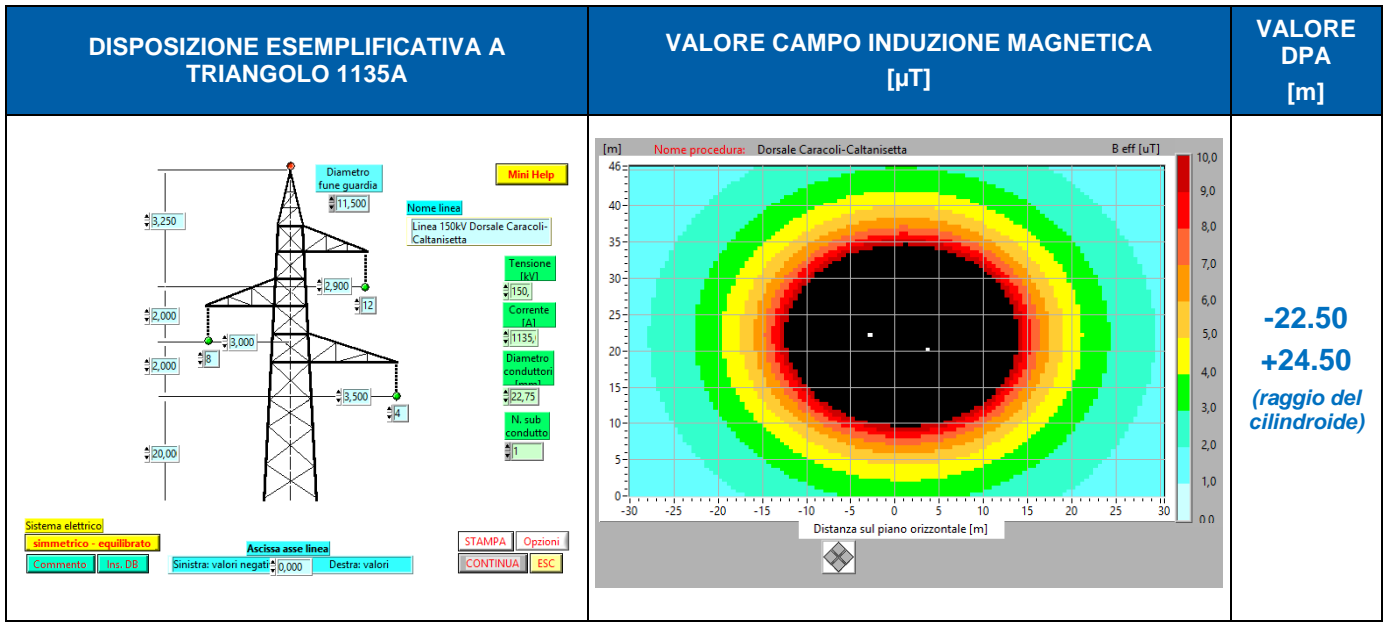 DISPOSIZIONE ESEMPLIFICATIVA A
TRIANGOLO 1135A
VALORE CAMPO INDUZIONE MAGNETICA
[µT]
VALORE
DPA
[m]
Diametro
fune guardia
11,500
Mini Help
Nome linea
Linea 150kV Dorsale Caracoli-
Caltanisetta
3,250
2,900
12
2,000
3,000
8
2,000
3,500
4
20,00
Tensione
[kV]
150,
Corrente
[A]
1135,
Diametro
conduttori
[mm]
22,75
N. sub
condutto
1
Sistema elettrico
simmetrico - equilibrato
Commento
Ins. DB
Ascissa asse linea
Sinistra: valori negati
0,000
Destra: valori
STAMPA
Opzioni
CONTINUA
ESC
[m]
Nome procedura: Dorsale Caracoli-Caltanisetta
B eff [uT]
46
40
35
30
25
20
15
10
5
0
-30 -25 -20 -15 -10 -5 0 5 10 15 20 25 30
Distanza sul piano orizzontale [m]
10,0
9,0
8,0
7,0
6,0
5,0
4,0
3,0
2,0
1,0
0.0
-22.50
+24.50
(raggio del
cilindroide)